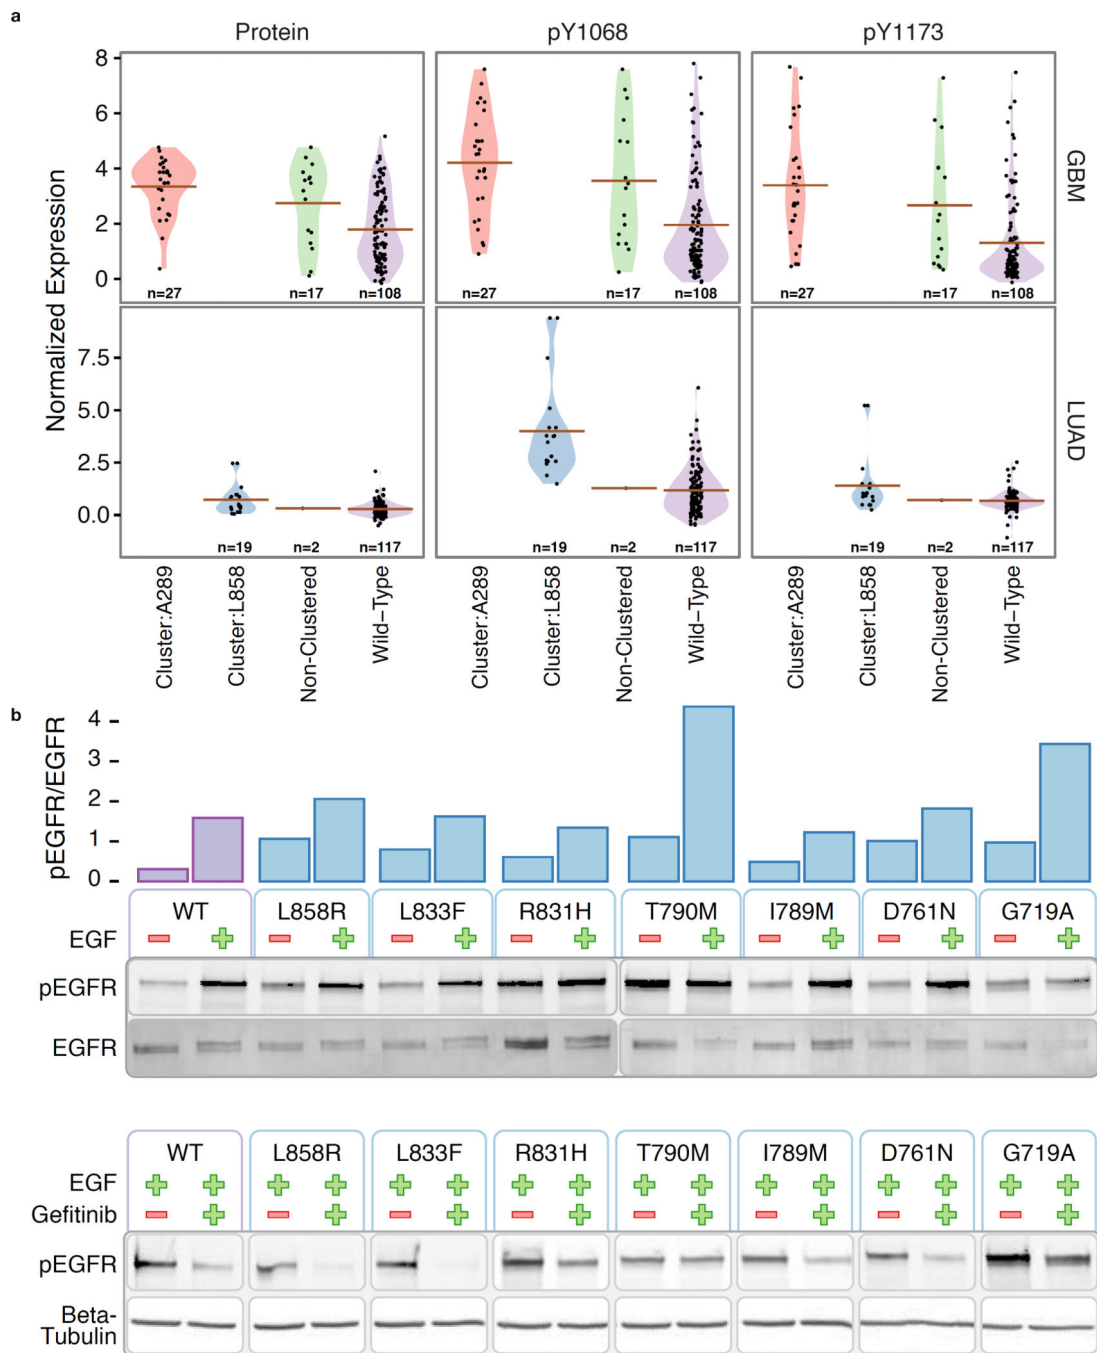 a
Protein pY1068 pY1173
Normalized Expression
8
6
4
2
0
n=27 n=17 n=108 n=27 n=17 n=108 n=27 n=17 n=108
GBM
7.5
5.0
2.5
0.0
n=19 n=2 n=117 n=19 n=2 n=117 n=19 n=2 n=117
LUAD
Cluster:A289 Cluster:L858 Non-Clustered Wild-Type Cluster:A289 Cluster:L858 Non-Clustered Wild-Type Cluster:A289 Cluster:L858 Non-Clustered Wild-Type
b
pEGFR/EGFR
4
3
2
1
0
WT L858R L833F R831H T790M I789M D761N G719A
EGF − + − + − + − + − + − + − + − +
pEGFR
EGFR
WT L858R L833F R831H T790M I789M D761N G719A
EGF + + + + + + + + + + + + + + + +
Gefitinib − + − + − + − + − + − + − + − +
pEGFR
Beta-
Tubulin